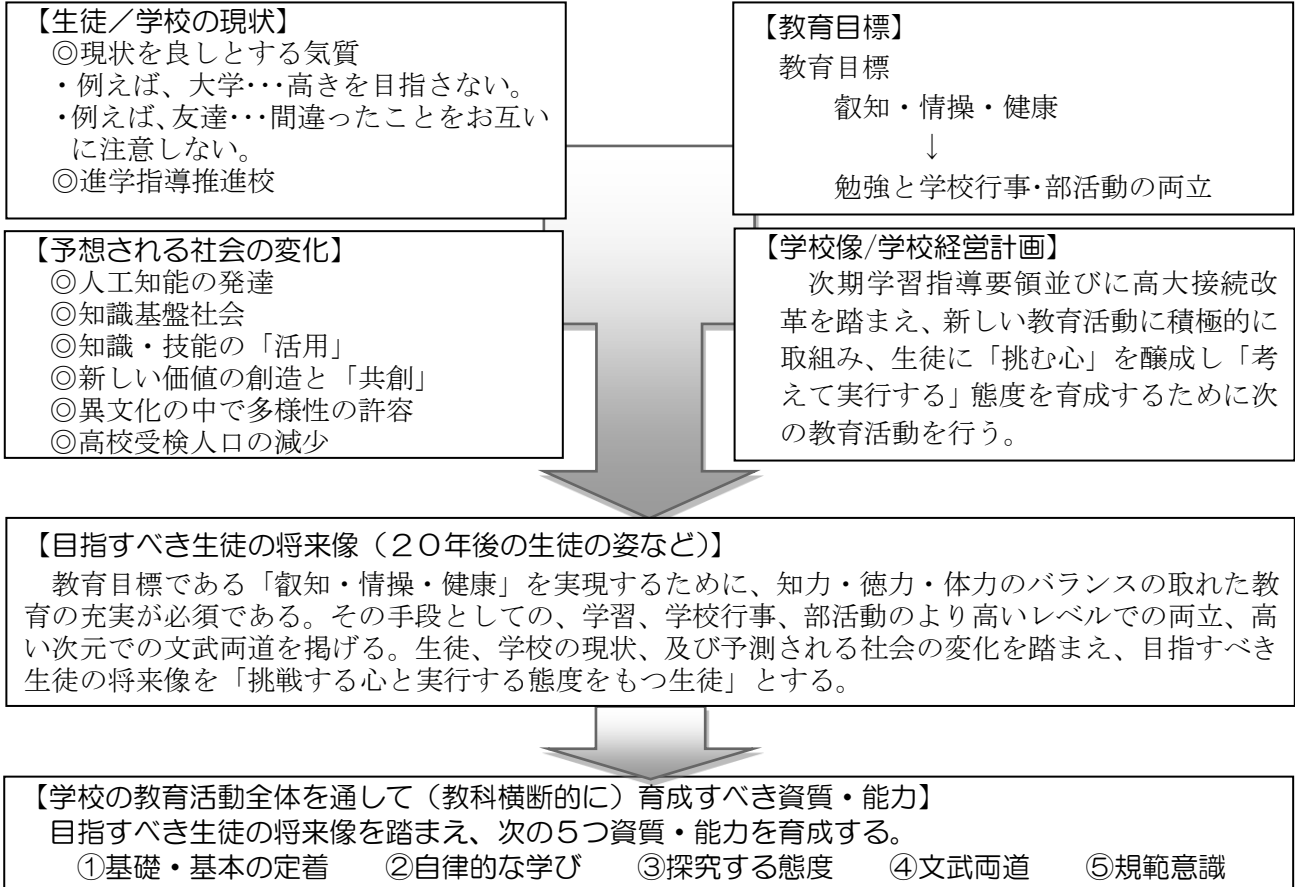 【生徒／学校の現状】
◎現状を良しとする気質
・例えば、大学･･･高きを目指さない。
・例えば、友達･･･間違ったことをお互い
に注意しない。
◎進学指導推進校
【予想される社会の変化】
◎人工知能の発達
◎知識基盤社会
◎知識・技能の「活用」
◎新しい価値の創造と「共創」
◎異文化の中で多様性の許容
◎高校受検人口の減少
【教育目標】
教育目標
叡知・情操・健康
↓
勉強と学校行事・部活動の両立
【学校像/学校経営計画】
次期学習指導要領並びに高大接続改
革を踏まえ、新しい教育活動に積極的に
取組み、生徒に「挑む心」を醸成し「考
えて実行する」態度を育成するために次
の教育活動を行う。
【目指すべき生徒の将来像（２０年後の生徒の姿など）】
教育目標である「叡知・情操・健康」を実現するために、知力・徳力・体力のバランスの取れた教
育の充実が必須である。その手段としての、学習、学校行事、部活動のより高いレベルでの両立、高
い次元での文武両道を掲げる。生徒、学校の現状、及び予測される社会の変化を踏まえ、目指すべき
生徒の将来像を「挑戦する心と実行する態度をもつ生徒」とする。
【学校の教育活動全体を通して（教科横断的に）育成すべき資質・能力】
目指すべき生徒の将来像を踏まえ、次の５つ資質・能力を育成する。
①基礎・基本の定着　②自律的な学び　③探究する態度　④文武両道　⑤規範意識